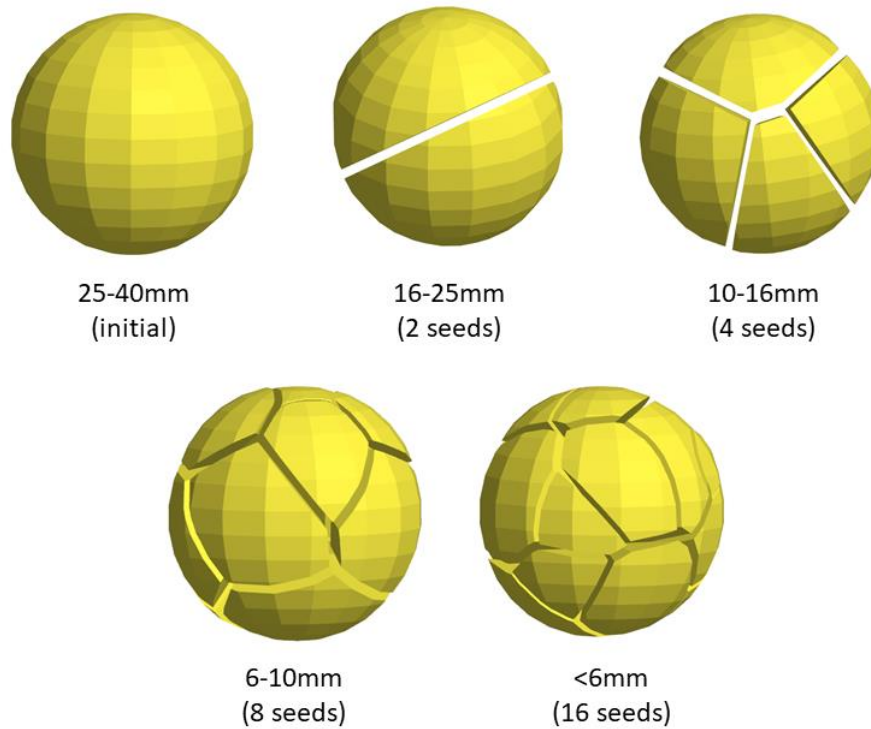 25-40mm
(initial)
16-25mm
(2 seeds)
10-16mm
(4 seeds)
6-10mm
(8 seeds)
<6mm
(16 seeds)